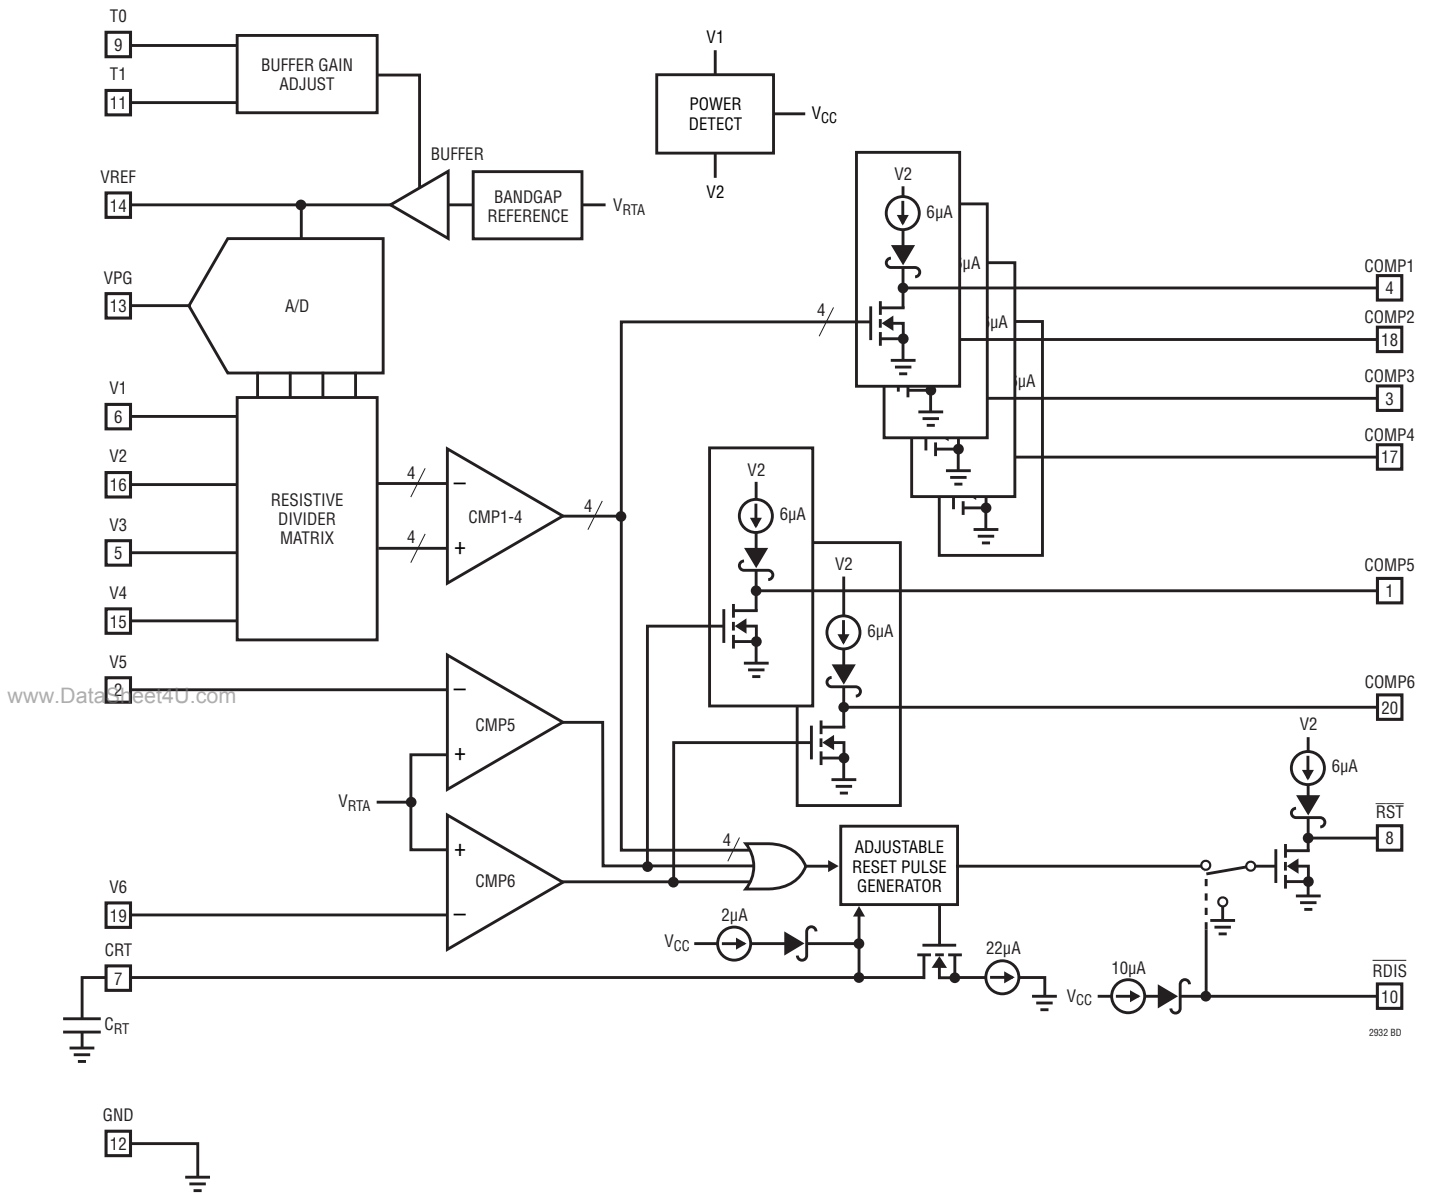 T0
9
T1
11
BUFFER GAIN
ADJUST
V1
POWER
DETECT
VCC
V2
BUFFER
VREF
14
BANDGAP
REFERENCE
VRTA
VPG
13
A/D
V1
6
V2
16
V3
5
V4
15
RESISTIVE
DIVIDER
MATRIX
4
4
–
+
CMP1-4
4
4
V2
6µA
µA
µA
µA
COMP1
4
COMP2
18
COMP3
3
COMP4
17
V2
6µA
V2
6µA
COMP5
1
COMP6
20
V5
2
www.DataSheet4U.com
–
+
CMP5
VRTA
+
–
CMP6
V6
19
4
ADJUSTABLE
RESET PULSE
GENERATOR
V2
6µA
RST
8
CRT
7
CRT
VCC
2µA
22µA
VCC
10µA
RDIS
10
2932 BD
GND
12